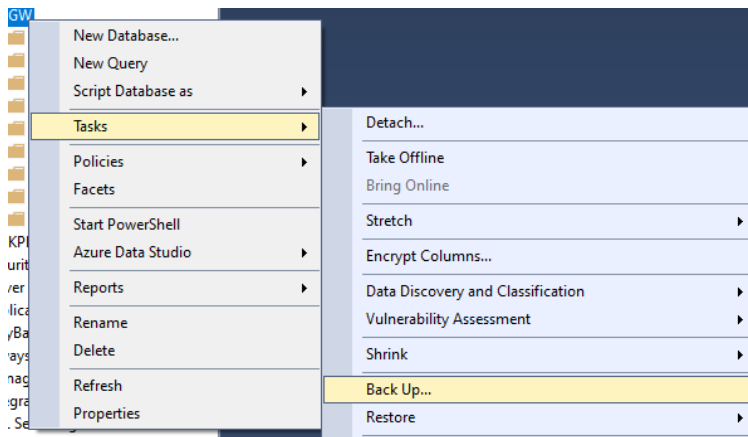 GW
New Database...
New Query
Script Database as
Tasks
Policies
Facets
Start PowerShell
Azure Data Studio
Reports
Rename
Delete
Refresh
Properties
Detach...
Take Offline
Bring Online
Stretch
Encrypt Columns...
Data Discovery and Classification
Vulnerability Assessment
Shrink
Back Up...
Restore